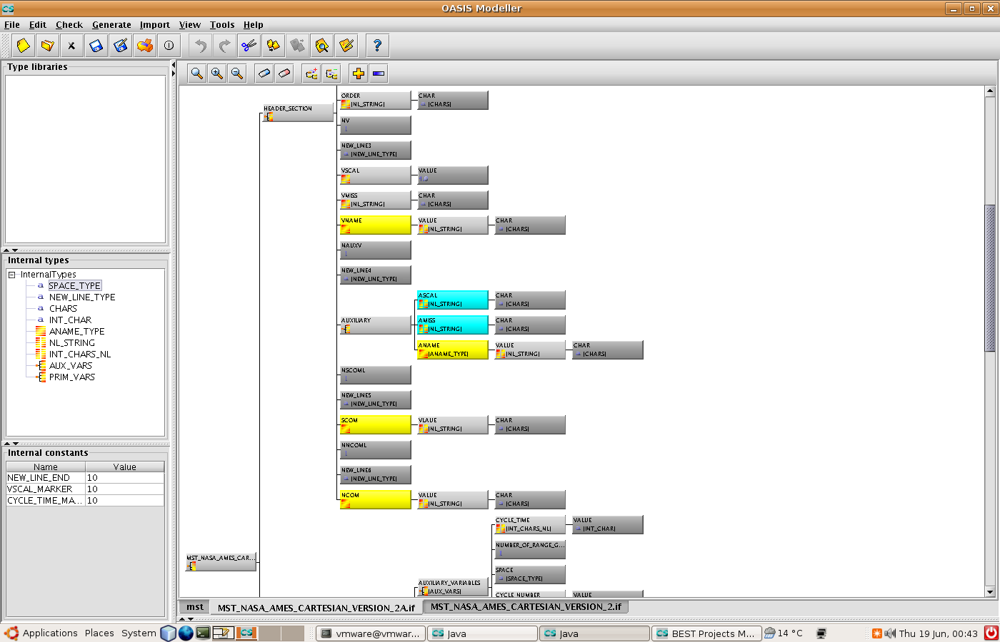 OASIS Modeller
File Edit Check Generate Import View Tools Help
Type libraries
Internal types
InternalTypes
SPACE_TYPE
NEW_LINE_TYPE
CHARS
INT_CHAR
ANAME_TYPE
NL_STRING
INT_CHARS_NL
AUX_VARS
PRIM_VARS
Internal constants
Name Value
NEW_LINE_END 10
VSCAL_MARKER 10
CYCLE_TIME_MA... 10
HEADER_SECTION
ORDER CHAR
[NL_STRING] [CHARS]
NV
NEW_LINE3
[NEW_LINE_TYPE]
VSCAL VALUE
VMISS CHAR
[NL_STRING] [CHARS]
VNAME VALUE CHAR
[NL_STRING] [CHARS]
NAUXV
NEW_LINE4
[NEW_LINE_TYPE]
ASCAL CHAR
[NL_STRING] [CHARS]
AUXILIARY AMISS CHAR
[NL_STRING] [CHARS]
ANAME VALUE CHAR
[ANAME_TYPE] [NL_STRING] [CHARS]
NSCOML
NEW_LINE5
[NEW_LINE_TYPE]
SCOM VLAUE CHAR
[NL_STRING] [CHARS]
NNCOML
NEW_LINE6
[NEW_LINE_TYPE]
NCOM VALUE CHAR
[NL_STRING] [CHARS]
CYCLE_TIME VALUE
[INT_CHARS_NL] [INT_CHAR]
NUMBER_OF_RANGE_G...
MST_NASA_AMES_CAR...
SPACE
[SPACE_TYPE]
AUXILIARY_VARIABLES
[AUX_VARS]
CYCLE_NUMBER VALUE
mst MST_NASA_AMES_CARTESIAN_VERSION_2A.if MST_NASA_AMES_CARTESIAN_VERSION_2.if
Applications Places System vmware@vmwar... Java Java BEST Projects M... 14 °C Thu 19 Jun, 00:43